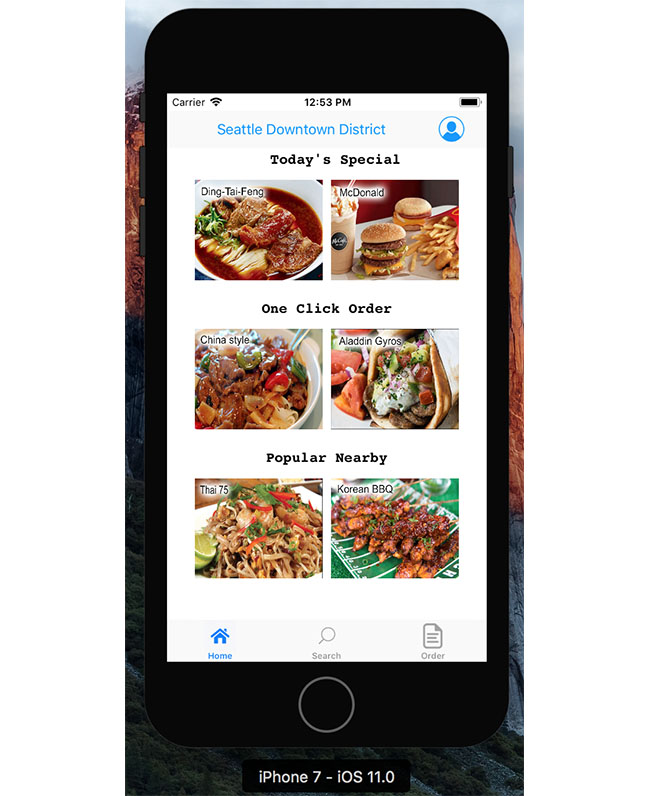 Carrier 12:53 PM
Seattle Downtown District
Today's Special
Ding-Tai-Feng McDonald
McCafé
One Click Order
China style Aladdin Gyros
Popular Nearby
Thai 75 Korean BBQ
Home Search Order
iPhone 7 - iOS 11.0